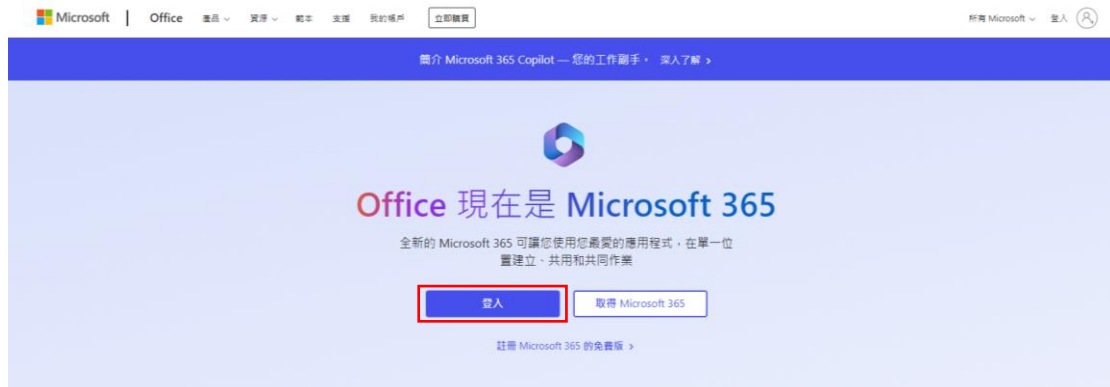 Microsoft Office 產品 資源 範本 支援 我的帳戶 立即購買 所有 Microsoft 登入
簡介 Microsoft 365 Copilot — 您的工作副手。 深入了解 >
Office 現在是 Microsoft 365
全新的 Microsoft 365 可讓您使用您最愛的應用程式，在單一位
置建立、共用和共同作業
登入 取得 Microsoft 365
註冊 Microsoft 365 的免費版 >